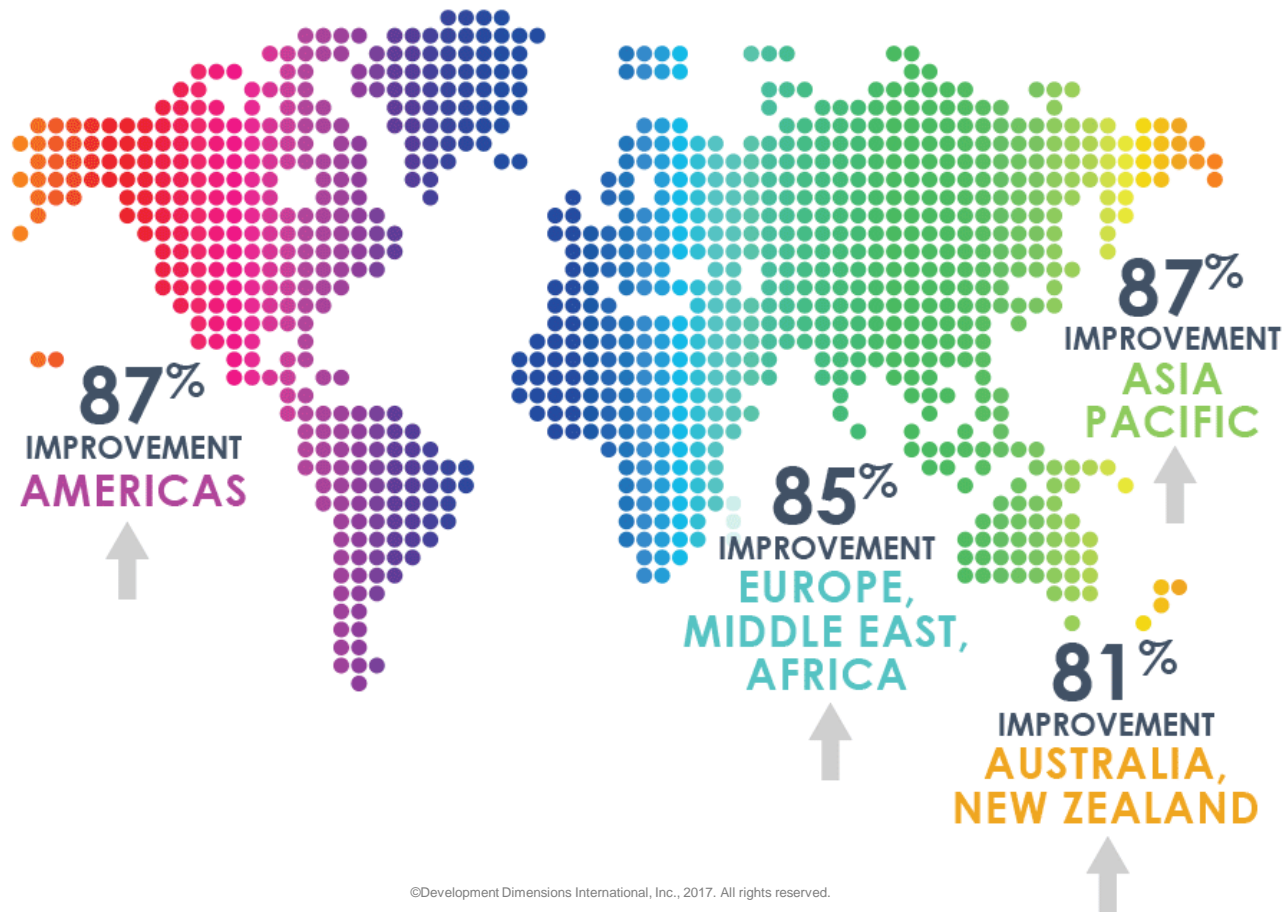 87%
IMPROVEMENT
AMERICAS
87%
IMPROVEMENT
ASIA
PACIFIC
85%
IMPROVEMENT
EUROPE,
MIDDLE EAST,
AFRICA
81%
IMPROVEMENT
AUSTRALIA,
NEW ZEALAND
©Development Dimensions International, Inc., 2017. All rights reserved.